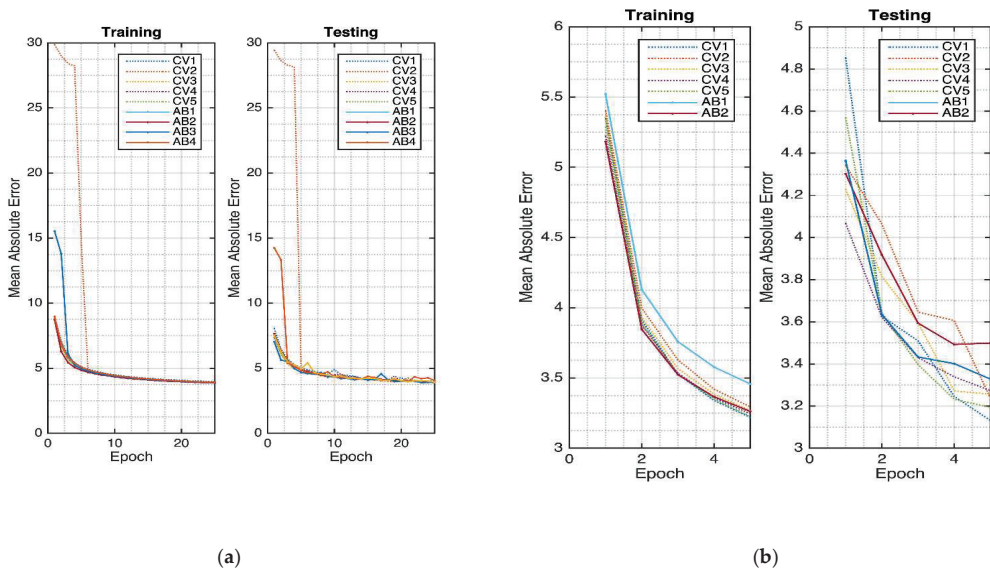 Training
Mean Absolute Error
30
25
20
15
10
5
0
CV1
CV2
CV3
CV4
CV5
AB1
AB2
AB3
AB4
0
10
20
Epoch
Testing
Mean Absolute Error
30
25
20
15
10
5
0
CV1
CV2
CV3
CV4
CV5
AB1
AB2
AB3
AB4
0
10
20
Epoch
(a)
Training
Mean Absolute Error
6
5.5
5
4.5
4
3.5
3
CV1
CV2
CV3
CV4
CV5
AB1
AB2
0
2
4
Epoch
Testing
Mean Absolute Error
5
4.8
4.6
4.4
4.2
4
3.8
3.6
3.4
3.2
3
CV1
CV2
CV3
CV4
CV5
AB1
AB2
0
2
4
Epoch
(b)